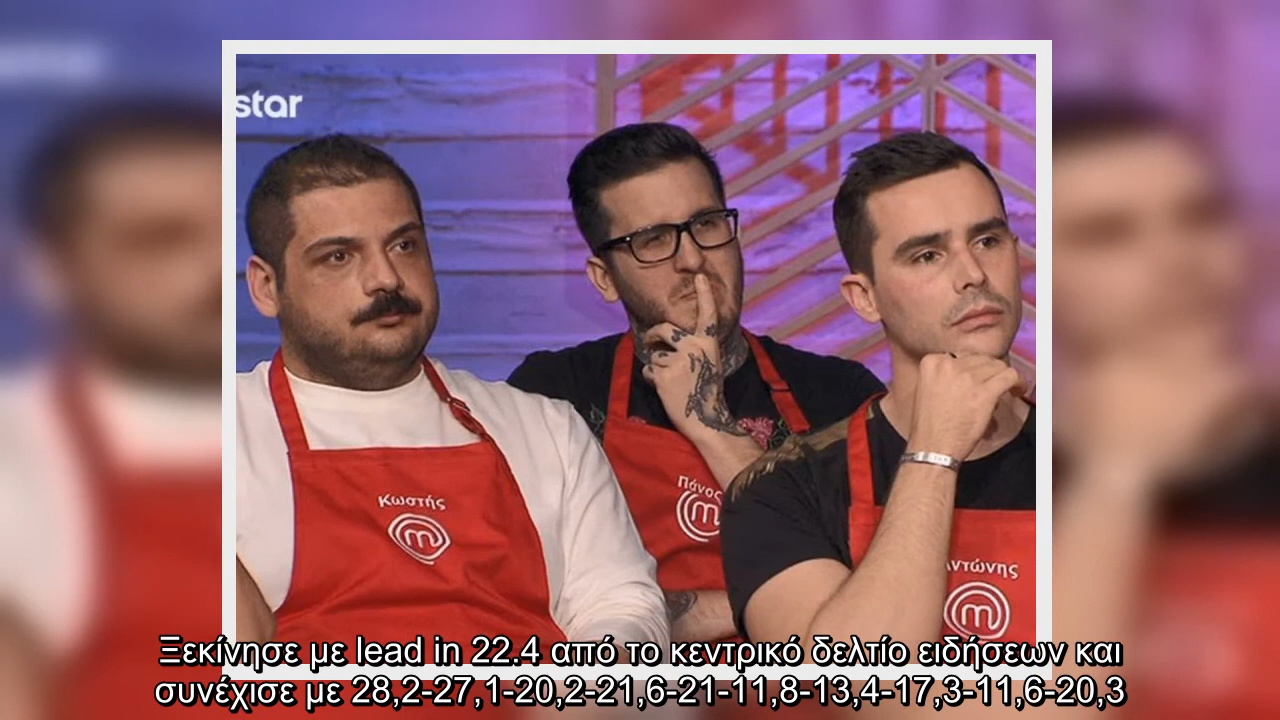 star
Κωστής
Πάνος
ντώνης
Ξεκίνησε με lead in 22.4 από το κεντρικό δελτίο ειδήσεων και
συνέχισε με 28,2-27,1-20,2-21,6-21-11,8-13,4-17,3-11,6-20,3